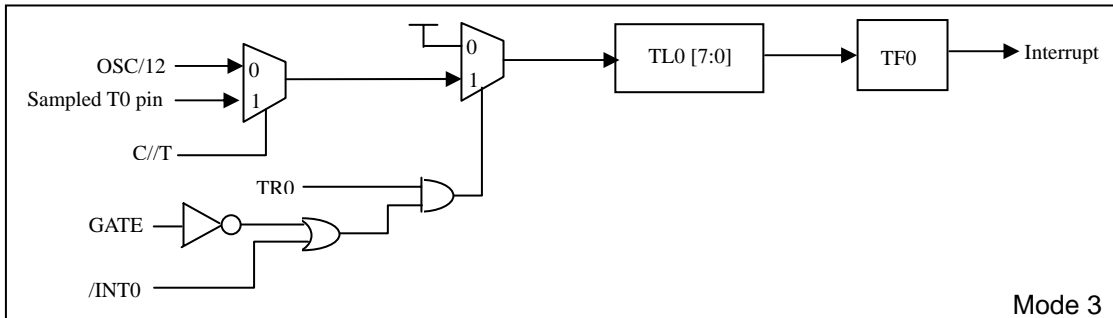 OSC/12
Sampled T0 pin
C//T
0
1
0
1
TL0 [7:0]
TF0
Interrupt
TR0
GATE
/INT0
Mode 3